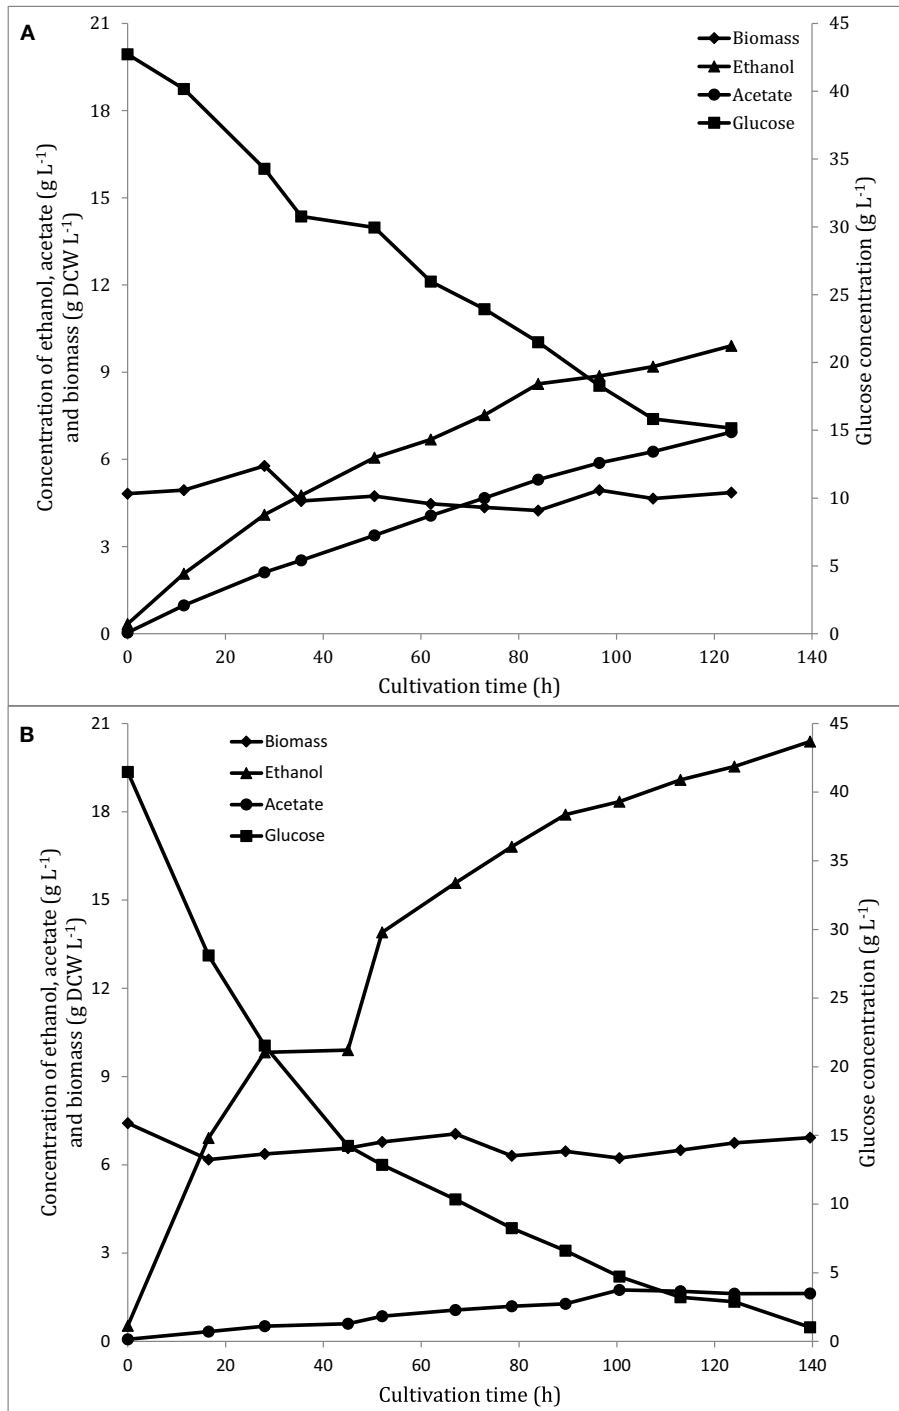 A
Biomass
Ethanol
Acetate
Glucose
21
18
15
12
9
6
3
0
45
40
35
30
25
20
15
10
5
0
0 20 40 60 80 100 120 140
Concentration of ethanol, acetate (g L-1)
and biomass (g DCW L-1)
Glucose concentration (g L-1)
Cultivation time (h)
B
Biomass
Ethanol
Acetate
Glucose
21
18
15
12
9
6
3
0
45
40
35
30
25
20
15
10
5
0
0 20 40 60 80 100 120 140
Concentration of ethanol, acetate (g L-1)
and biomass (g DCW L-1)
Glucose concentration (g L-1)
Cultivation time (h)